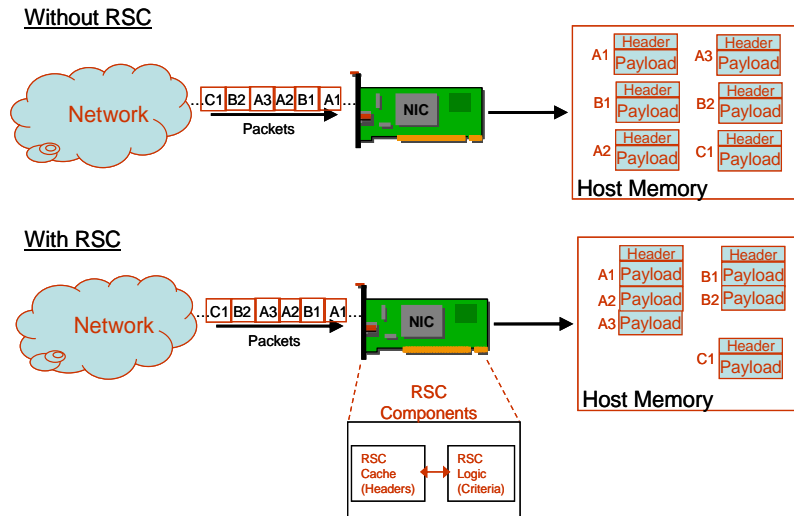 Without RSC
Network
...C1 B2 A3 A2 B1 A1...
Packets
NIC
A1
Header
Payload
A3
Header
Payload
B1
Header
Payload
B2
Header
Payload
A2
Header
Payload
C1
Header
Payload
Host Memory
With RSC
Network
...C1 B2 A3 A2 B1 A1...
Packets
NIC
Header
A1 Payload
A2 Payload
A3 Payload
Header
B1 Payload
B2 Payload
Header
C1 Payload
Host Memory
RSC
Components
RSC
Cache
(Headers)
RSC
Logic
(Criteria)